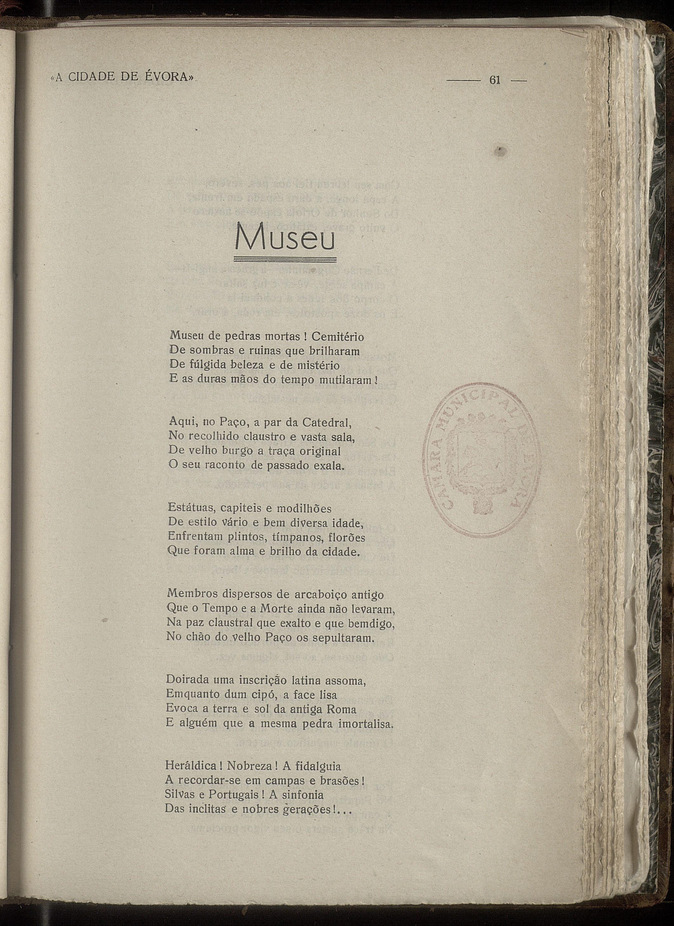 «A CIDADE DE ÉVORA»
—— 61 —
Museu
Museu de pedras mortas ! Cemitério
De sombras e ruinas que brilharam
De fúlgida beleza e de mistério
E as duras mãos do tempo mutilaram !
Aqui, no Paço, a par da Catedral,
No recolhido claustro e vasta sala,
De velho burgo a traça original
O seu raconto de passado exala.
Estátuas, capiteis e modilhões
De estilo vário e bem diversa idade,
Enfrentam plintos, tímpanos, florões
Que foram alma e brilho da cidade.
Membros dispersos de arcaboiço antigo
Que o Tempo e a Morte ainda não levaram,
Na paz claustral que exalto e que bemdigo,
No chão do velho Paço os sepultaram.
Doirada uma inscrição latina assoma,
Emquanto dum cipó, a face lisa
Evoca a terra e sol da antiga Roma
E alguém que a mesma pedra imortalisa.
Heráldica ! Nobreza ! A fidalguia
A recordar-se em campas e brasões !
Silvas e Portugais ! A sinfonia
Das inclitas e nobres gerações !...
CAMARA MUNICIPAL DE EVORA